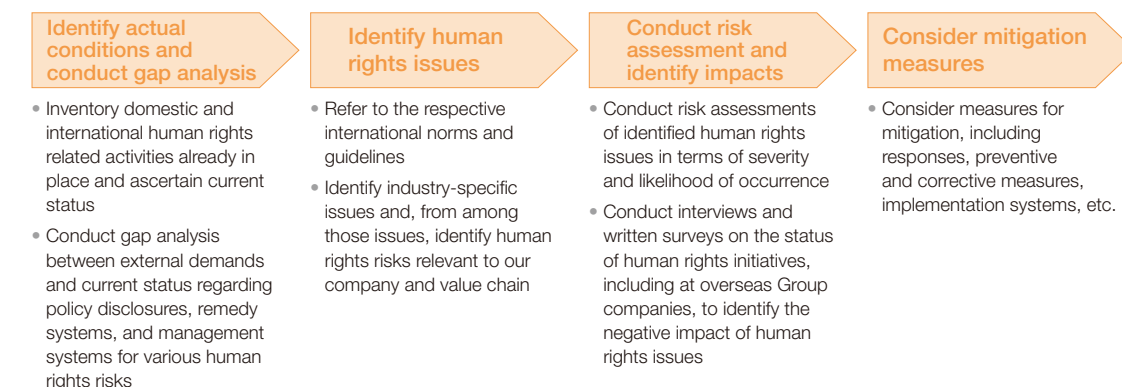 Identify actual
conditions and
conduct gap analysis
• Inventory domestic and
international human rights
related activities already in
place and ascertain current
status
• Conduct gap analysis
between external demands
and current status regarding
policy disclosures, remedy
systems, and management
systems for various human
rights risks
Identify human
rights issues
• Refer to the respective
international norms and
guidelines
• Identify industry-specific
issues and, from among
those issues, identify human
rights risks relevant to our
company and value chain
Conduct risk
assessment and
identify impacts
• Conduct risk assessments
of identified human rights
issues in terms of severity
and likelihood of occurrence
• Conduct interviews and
written surveys on the status
of human rights initiatives,
including at overseas Group
companies, to identify the
negative impact of human
rights issues
Consider mitigation
measures
• Consider measures for
mitigation, including
responses, preventive
and corrective measures,
implementation systems, etc.